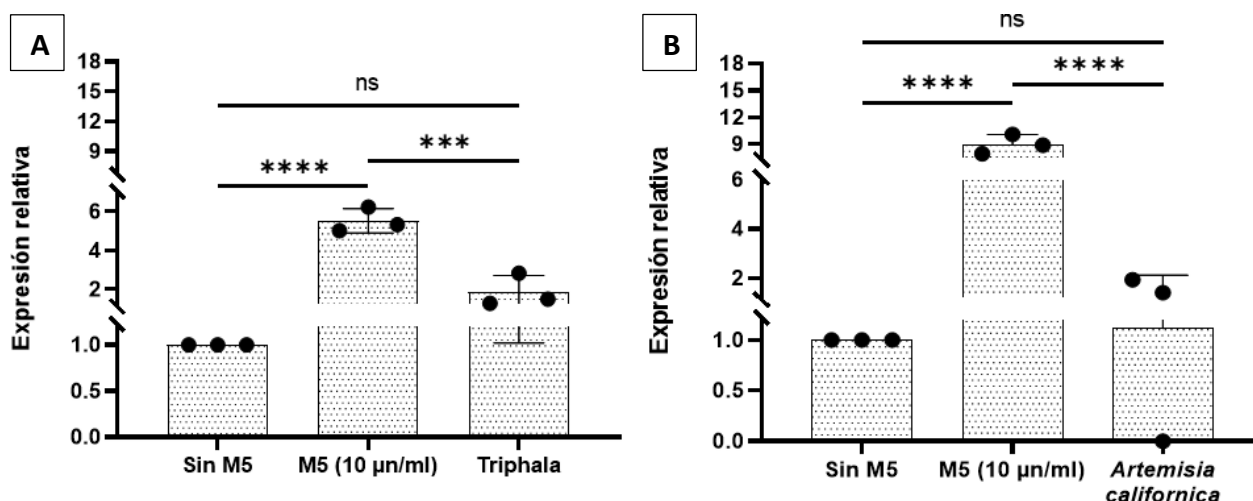 A
Expresión relativa
18
15
12
9
6
4
2
1.0
0.5
0.0
ns
****
***
Sin M5
M5 (10 µn/ml)
Triphala
B
Expresión relativa
18
15
12
9
6
4
2
1.0
0.5
0.0
ns
****
****
Sin M5
M5 (10 µn/ml)
Artemisia
californica